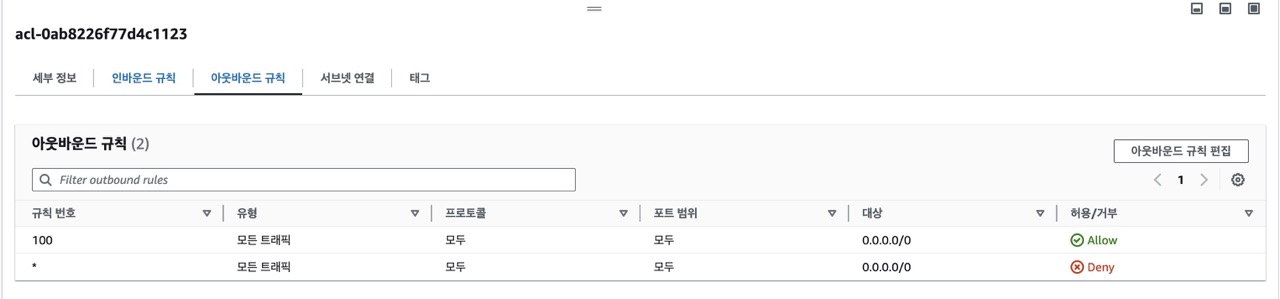 acl-0ab8226f77d4c1123
세부 정보 인바운드 규칙 아웃바운드 규칙 서브넷 연결 태그
아웃바운드 규칙 (2)
아웃바운드 규칙 편집
Filter outbound rules
1
규칙 번호 유형 프로토콜 포트 범위 대상 허용/거부
100 모든 트래픽 모두 모두 0.0.0.0/0 Allow
* 모든 트래픽 모두 모두 0.0.0.0/0 Deny